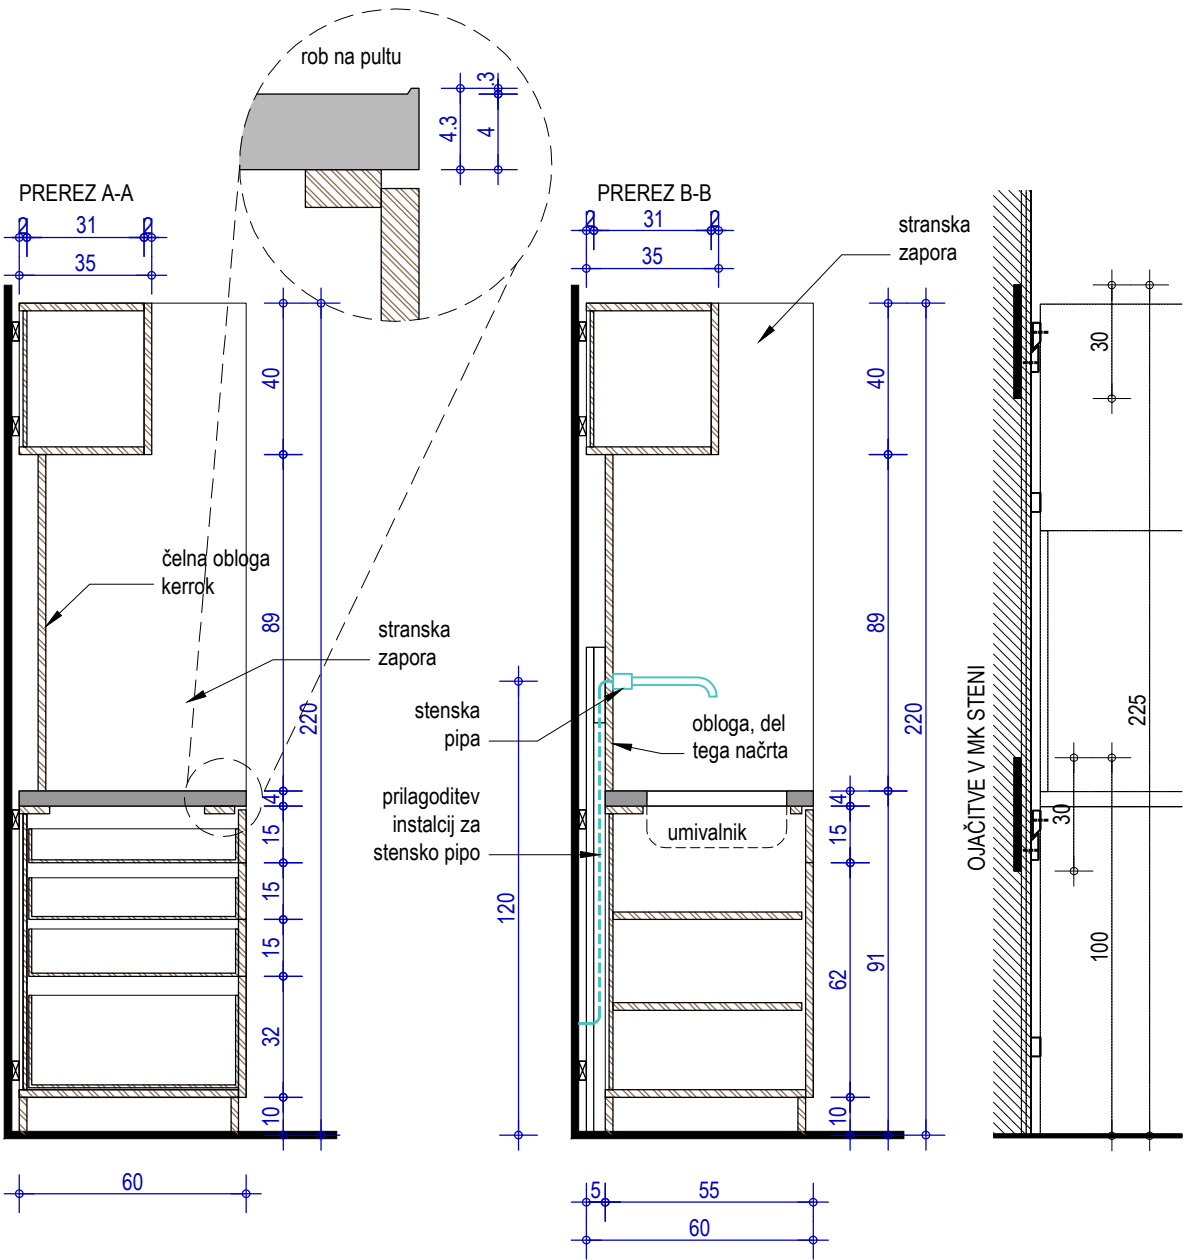 rob na pultu
.3
4.3
4
PREREZ A-A
2
31
2
35
40
čelna obloga
kerrok
89
stranska
zapora
220
4
15
15
15
32
10
60
PREREZ B-B
2
31
2
35
stranska
zapora
40
89
220
stenska
pipa
obloga, del
tega načrta
prilagoditev
instalcij za
stensko pipo
umivalnik
120
4
15
62
91
10
5
55
60
OJAČITVE V MK STENI
30
225
30
100